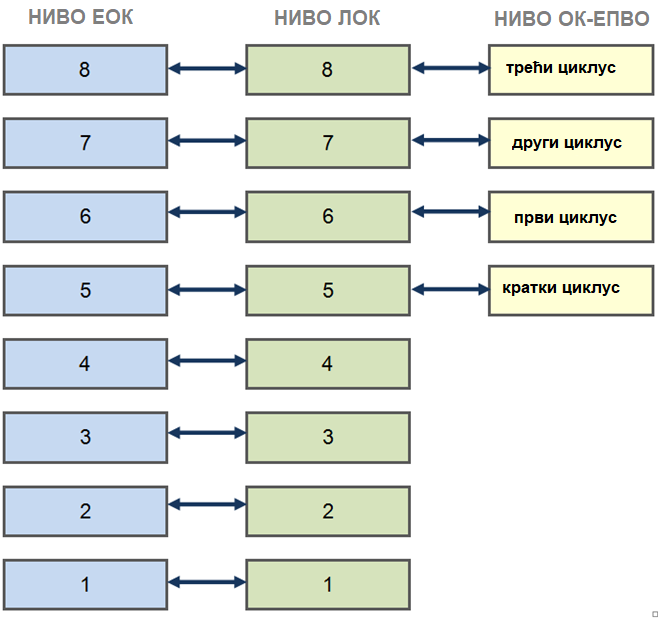 НИВО ЕОК НИВО ЛОК НИВО ОК-ЕПВО
8 8 трећи циклус
7 7 други циклус
6 6 први циклус
5 5 кратки циклус
4 4
3 3
2 2
1 1